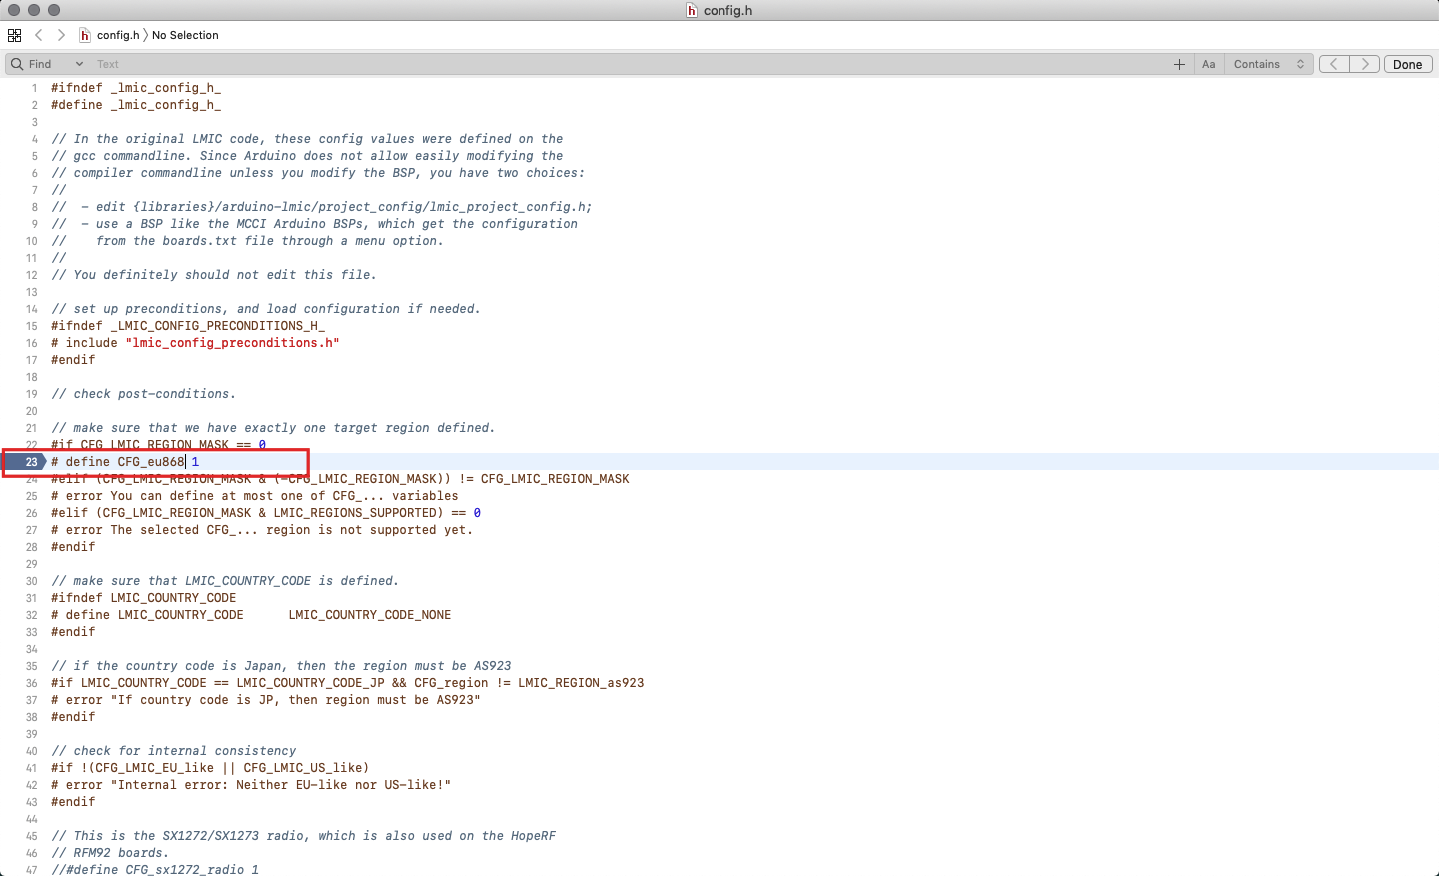 config.h
config.h 〉 No Selection
Find Text Aa Contains Done
1 #ifndef _lmic_config_h_
2 #define _lmic_config_h_
3
4 // In the original LMIC code, these config values were defined on the
5 // gcc commandline. Since Arduino does not allow easily modifying the
6 // compiler commandline unless you modify the BSP, you have two choices:
7 //
8 //  - edit {libraries}/arduino-lmic/project_config/lmic_project_config.h;
9 //  - use a BSP like the MCCI Arduino BSPs, which get the configuration
10 //    from the boards.txt file through a menu option.
11 //
12 // You definitely should not edit this file.
13
14 // set up preconditions, and load configuration if needed.
15 #ifndef _LMIC_CONFIG_PRECONDITIONS_H_
16 # include "lmic_config_preconditions.h"
17 #endif
18
19 // check post-conditions.
20
21 // make sure that we have exactly one target region defined.
22 #if CFG_LMIC_REGION_MASK == 0
23 # define CFG_eu868 1
24 #elif (CFG_LMIC_REGION_MASK & (-CFG_LMIC_REGION_MASK)) != CFG_LMIC_REGION_MASK
25 # error You can define at most one of CFG_... variables
26 #elif (CFG_LMIC_REGION_MASK & LMIC_REGIONS_SUPPORTED) == 0
27 # error The selected CFG_... region is not supported yet.
28 #endif
29
30 // make sure that LMIC_COUNTRY_CODE is defined.
31 #ifndef LMIC_COUNTRY_CODE
32 # define LMIC_COUNTRY_CODE      LMIC_COUNTRY_CODE_NONE
33 #endif
34
35 // if the country code is Japan, then the region must be AS923
36 #if LMIC_COUNTRY_CODE == LMIC_COUNTRY_CODE_JP && CFG_region != LMIC_REGION_as923
37 # error "If country code is JP, then region must be AS923"
38 #endif
39
40 // check for internal consistency
41 #if !(CFG_LMIC_EU_like || CFG_LMIC_US_like)
42 # error "Internal error: Neither EU-like nor US-like!"
43 #endif
44
45 // This is the SX1272/SX1273 radio, which is also used on the HopeRF
46 // RFM92 boards.
47 //#define CFG_sx1272_radio 1